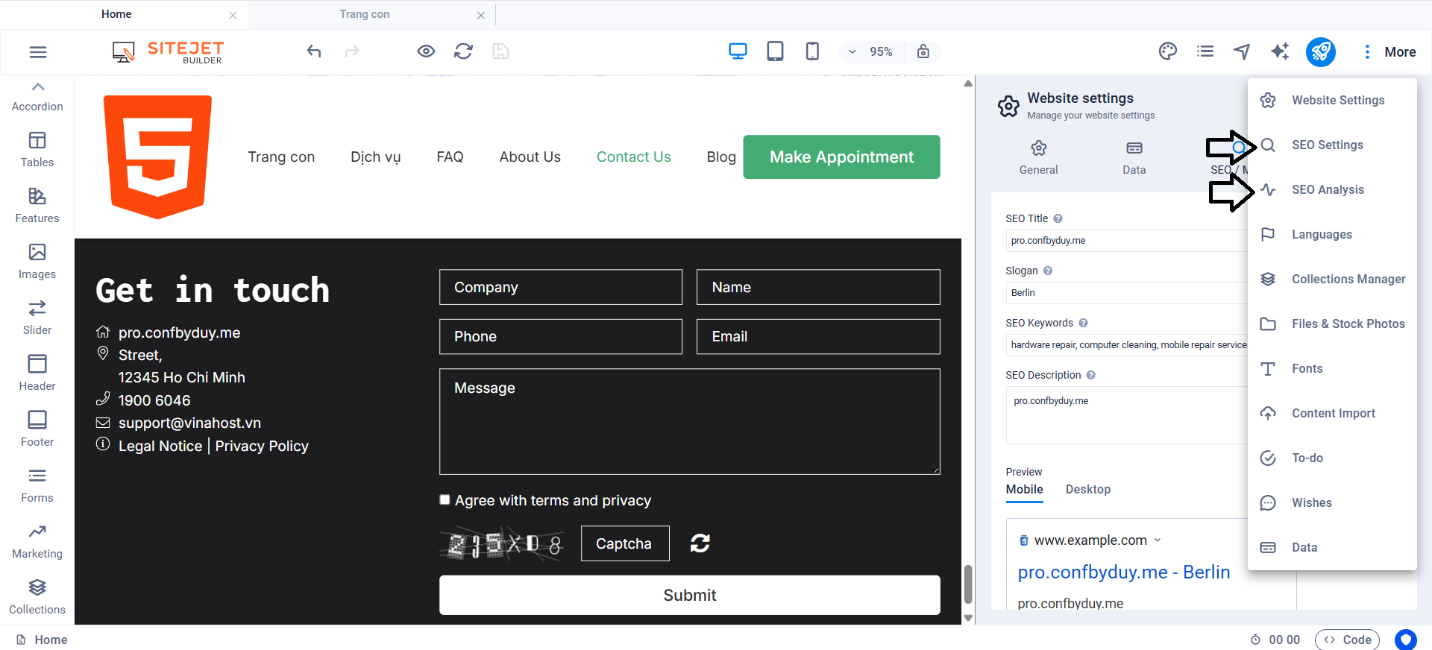 Home
Trang con
SITEJET
BUILDER
95%
More
Accordion
Tables
Features
Images
Slider
Header
Footer
Forms
Marketing
Collections
Trang con
Dịch vụ
FAQ
About Us
Contact Us
Blog
Make Appointment
Get in touch
pro.confbyduy.me
Street,
12345 Ho Chi Minh
1900 6046
support@vinahost.vn
Legal Notice | Privacy Policy
Company
Name
Phone
Email
Message
Agree with terms and privacy
235XD8
Captcha
Submit
Website settings
Manage your website settings
General
Data
SEO / M
SEO Title
pro.confbyduy.me
Slogan
Berlin
SEO Keywords
hardware repair, computer cleaning, mobile repair service
SEO Description
pro.confbyduy.me
Preview
Mobile
Desktop
www.example.com
pro.confbyduy.me - Berlin
pro.confbyduy.me
Website Settings
SEO Settings
SEO Analysis
Languages
Collections Manager
Files & Stock Photos
Fonts
Content Import
To-do
Wishes
Data
Home
00 00
Code